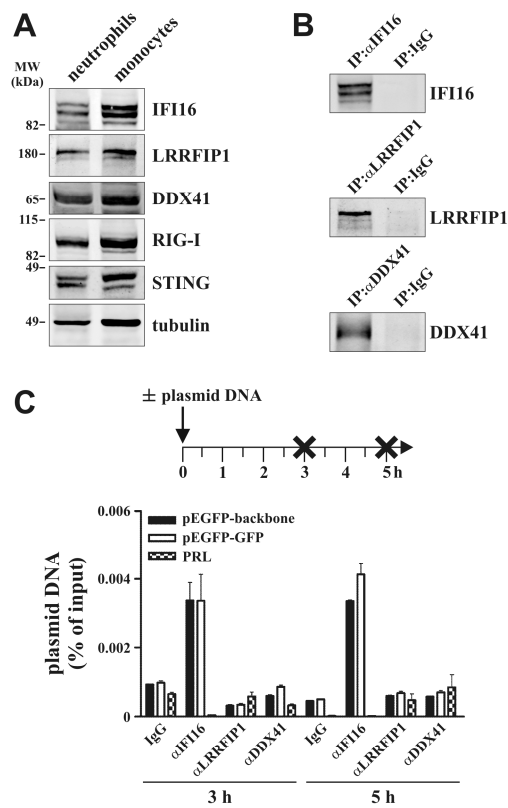 A
neutrophils
monocytes
MW
(kDa)
82–
IFI16
180–
LRRFIP1
65–
DDX41
115–
RIG-I
82–
49–
STING
49–
tubulin
B
IP:αIFI16
IP:IgG
IFI16
IP:αLRRFIP1
IP:IgG
LRRFIP1
IP:αDDX41
IP:IgG
DDX41
C
± plasmid DNA
0 1 2 3 4 5 h
plasmid DNA
(% of input)
0.006
0.004
0.002
0
pEGFP-backbone
pEGFP-GFP
PRL
IgG
αIFI16
αLRRFIP1
αDDX41
IgG
αIFI16
αLRRFIP1
αDDX41
3 h
5 h